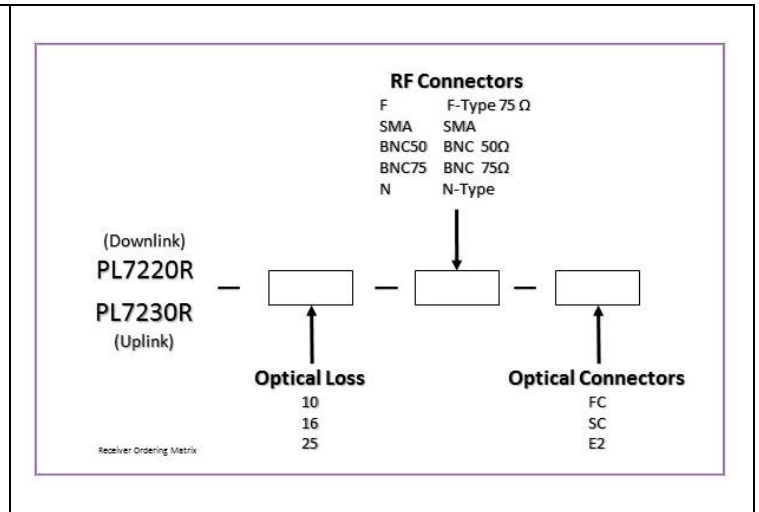 RF Connectors
F F-Type 75 Ω
SMA SMA
BNC50 BNC 50Ω
BNC75 BNC 75Ω
N N-Type
(Downlink)
PL7220R
PL7230R
(Uplink)
– – –
Optical Loss
10
16
25
Optical Connectors
FC
SC
E2
Receiver Ordering Matrix